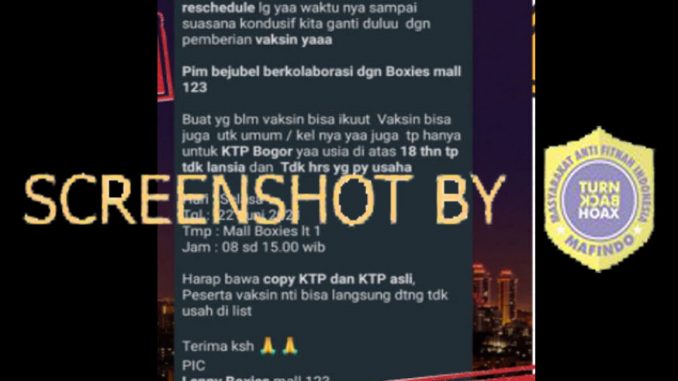 reschedule lg yaa waktu nya sampai
suasana kondusif kita ganti duluu dgn
pemberian vaksin yaaa
Pim bejubel berkolaborasi dgn Boxies mall
123
Buat yg blm vaksin bisa ikuut Vaksin bisa
juga utk umum / kel nya yaa juga tp hanya
untuk KTP Bogor yaa usia di atas 18 thn tp
tdk lansia dan Tdk hrs yg py usaha
SCREENSHOT BY
Hari : Selasa
Tgl : 22 Juni 2021
Tmp : Mall Boxies lt 1
Jam : 08 sd 15.00 wib
Harap bawa copy KTP dan KTP asli,
Peserta vaksin nti bisa langsung dtng tdk
usah di list
Terima ksh 🙏 🙏
PIC
Lenny Boxies mall 123
MASYARAKAT ANTI FITNAH INDONESIA
TURN
BACK
HOAX
MAFINDO